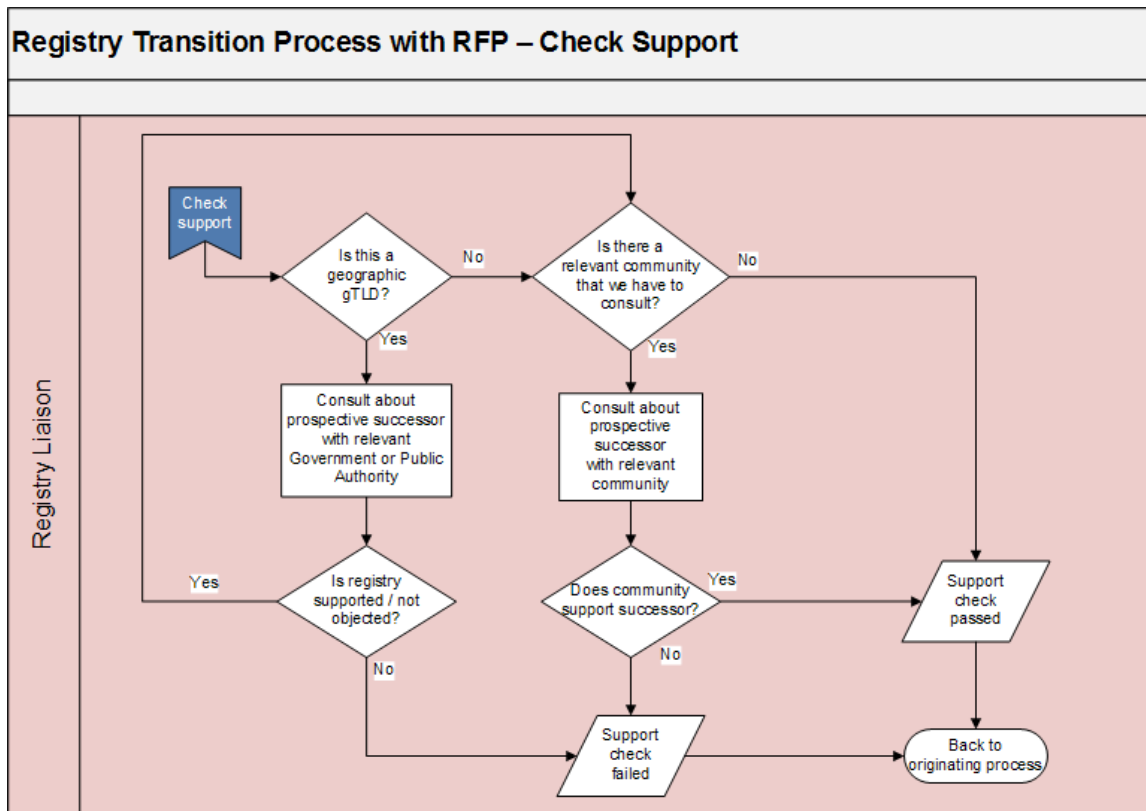 Registry Transition Process with RFP – Check Support
Registry Liaison
Check
support
Is this a
geographic
gTLD?
No
Is there a
relevant community
that we have to
consult?
No
Yes
Yes
Consult about
prospective successor
with relevant
Government or Public
Authority
Consult about
prospective
successor
with relevant
community
Yes
Is registry
supported / not
objected?
Does community
support successor?
Yes
Support
check
passed
No
No
Support
check
failed
Back to
originating process